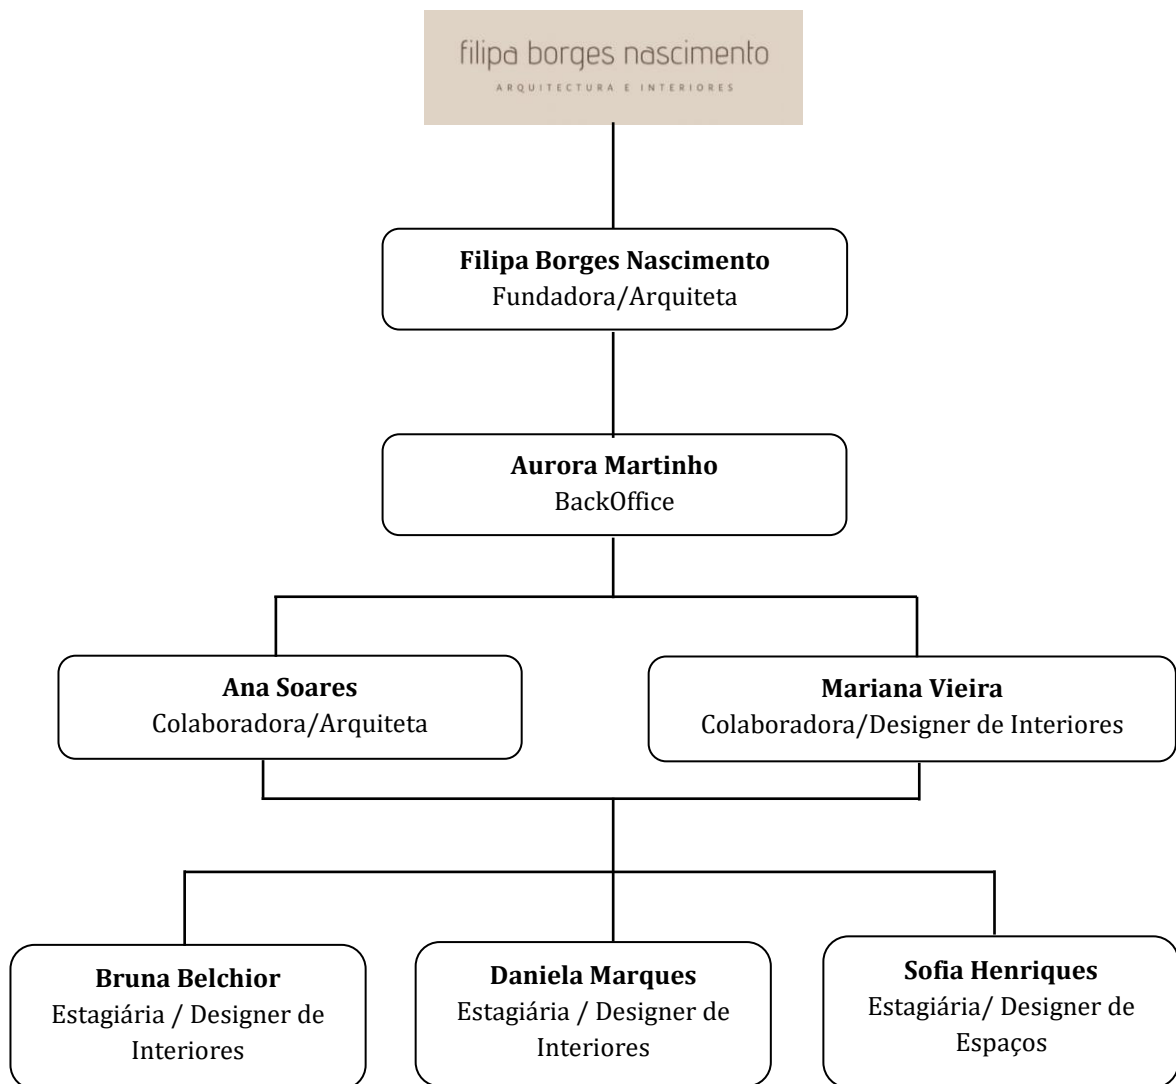 filipa borges nascimento
ARQUITECTURA E INTERIORES
Filipa Borges Nascimento
Fundadora/Arquiteta
Aurora Martinho
BackOffice
Ana Soares
Colaboradora/Arquiteta
Mariana Vieira
Colaboradora/Designer de Interiores
Bruna Belchior
Estagiária / Designer de
Interiores
Daniela Marques
Estagiária / Designer de
Interiores
Sofia Henriques
Estagiária/ Designer de
Espaços